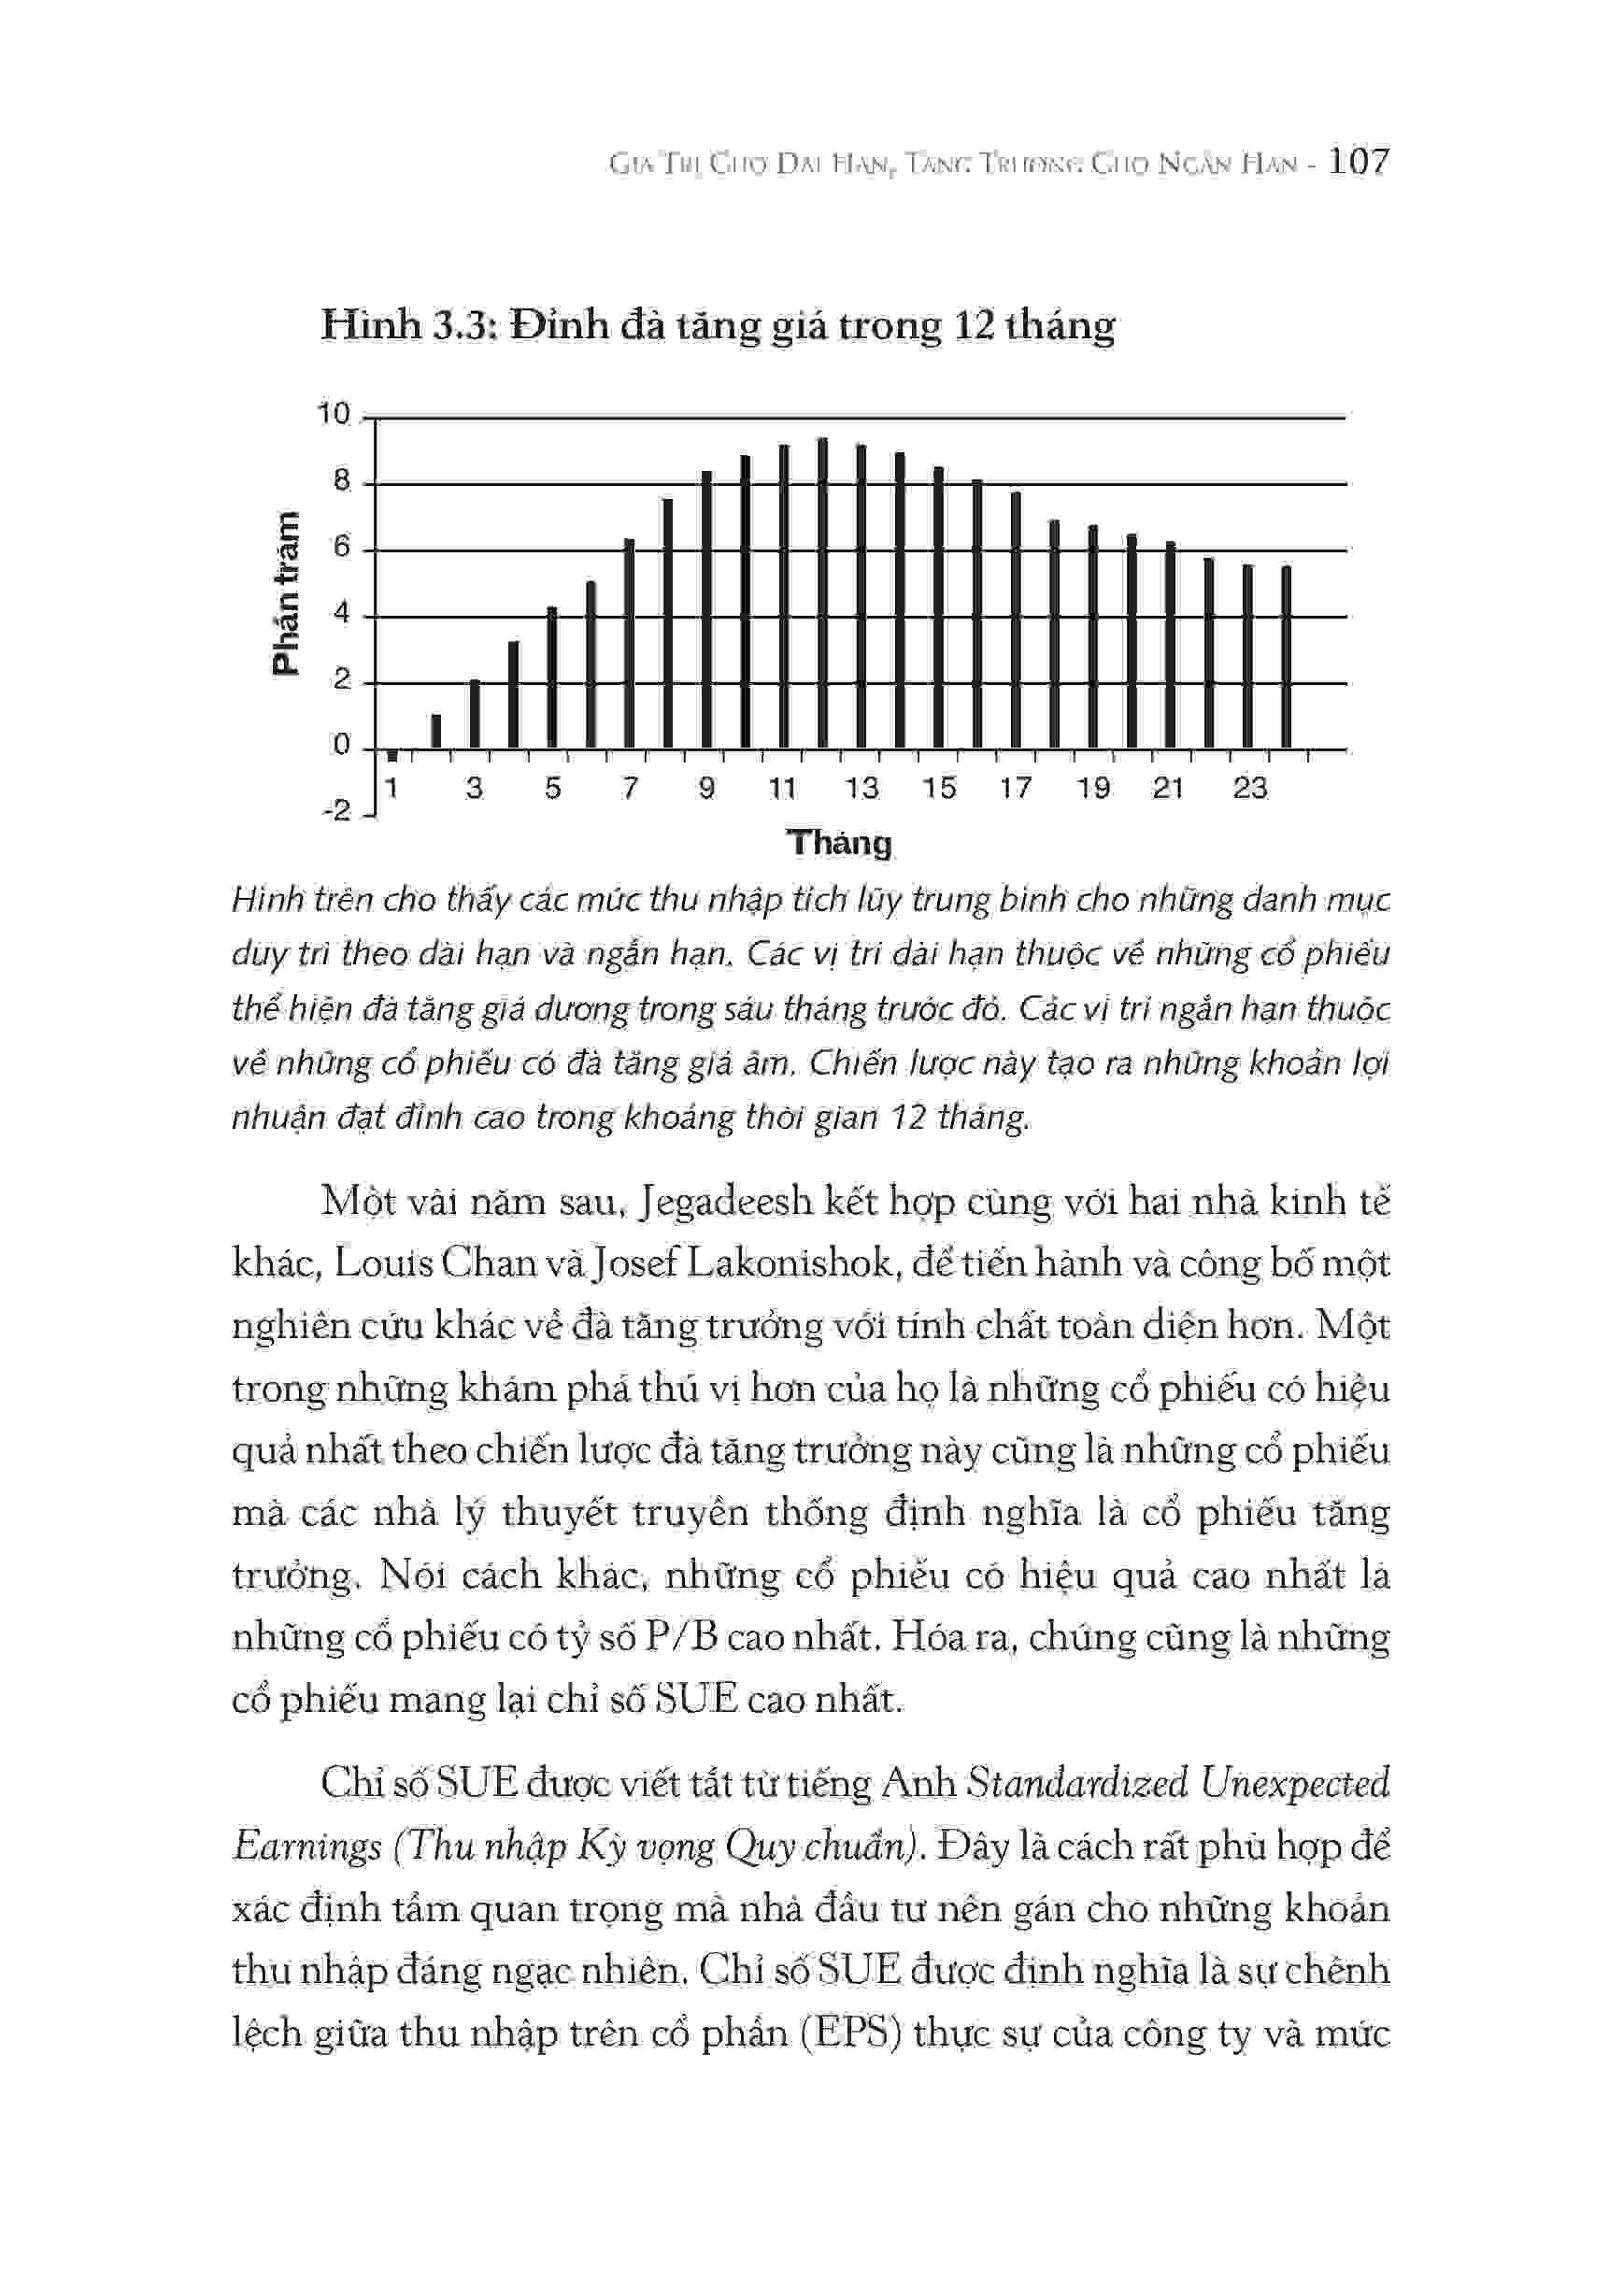 Giá Trị Cho Dài Hạn, Tăng Trưởng Cho Ngắn Hạn - 107
Hình 3.3: Đỉnh đà tăng giá trong 12 tháng
10
8
6
4
2
0
-2
Phần trăm
1 3 5 7 9 11 13 15 17 19 21 23
Tháng
Hình trên cho thấy các mức thu nhập tích lũy trung bình cho những danh mục
duy trì theo dài hạn và ngắn hạn. Các vị trí dài hạn thuộc về những cổ phiếu
thể hiện đà tăng giá dương trong sáu tháng trước đó. Các vị trí ngắn hạn thuộc
về những cổ phiếu có đà tăng giá âm. Chiến lược này tạo ra những khoản lợi
nhuận đạt đỉnh cao trong khoảng thời gian 12 tháng.
Một vài năm sau, Jegadeesh kết hợp cùng với hai nhà kinh tế
khác, Louis Chan và Josef Lakonishok, để tiến hành và công bố một
nghiên cứu khác về đà tăng trưởng với tính chất toàn diện hơn. Một
trong những khám phá thú vị hơn của họ là những cổ phiếu có hiệu
quả nhất theo chiến lược đà tăng trưởng này cũng là những cổ phiếu
mà các nhà lý thuyết truyền thống định nghĩa là cổ phiếu tăng
trưởng. Nói cách khác, những cổ phiếu có hiệu quả cao nhất là
những cổ phiếu có tỷ số P/B cao nhất. Hóa ra, chúng cũng là những
cổ phiếu mang lại chỉ số SUE cao nhất.
Chỉ số SUE được viết tắt từ tiếng Anh Standardized Unexpected
Earnings (Thu nhập Kỳ vọng Quy chuẩn). Đây là cách rất phù hợp để
xác định tầm quan trọng mà nhà đầu tư nên gán cho những khoản
thu nhập đáng ngạc nhiên. Chỉ số SUE được định nghĩa là sự chênh
lệch giữa thu nhập trên cổ phần (EPS) thực sự của công ty và mức